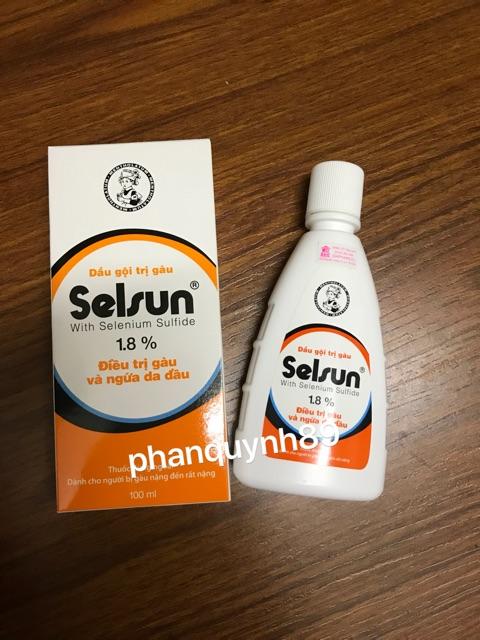 MENTHOLATUM
Dầu gội trị gàu
Selsun®
With Selenium Sulfide
1.8 %
Điều trị gàu
và ngứa da đầu
Dành cho người bị gàu nặng đến rất nặng
100 ml
Dầu gội trị gàu
Selsun®
With Selenium Sulfide
1.8 %
Điều trị gàu
và ngứa da đầu
phanquynh89